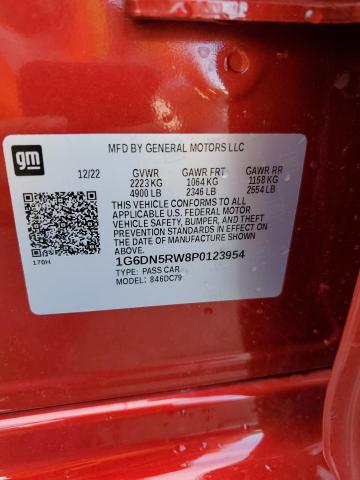 gm
MFD BY GENERAL MOTORS LLC
12/22 GVWR GAWR FRT GAWR RR
2223 KG 1064 KG 1158 KG
4900 LB 2346 LB 2554 LB
THIS VEHICLE CONFORMS TO ALL
APPLICABLE U.S. FEDERAL MOTOR
VEHICLE SAFETY, BUMPER, AND THEFT
PREVENTION STANDARDS IN EFFECT ON
THE DATE OF MANUFACTURE SHOWN
ABOVE.
170H
1G6DN5RW8P0123954
TYPE: PASS CAR
MODEL: 846DC79